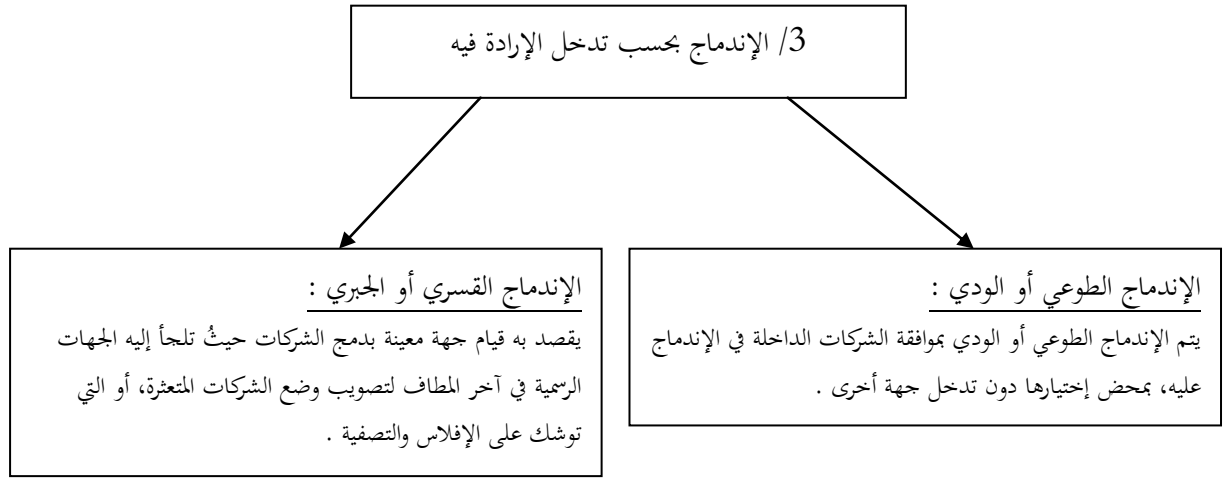 3/ الإندماج بحسب تدخل الإرادة فيه
الإندماج الطوعي أو الودي :
يتم الإندماج الطوعي أو الودي بموافقة الشركات الداخلة في الإندماج
عليه، بمحض إختيارها دون تدخل جهة أخرى .
الإندماج القسري أو الجبري :
يقصد به قيام جهة معينة بدمج الشركات حيثُ تلجأ إليه الجهات
الرسمية في آخر المطاف لتصويب وضع الشركات المتعثرة، أو التي
توشك على الإفلاس والتصفية .